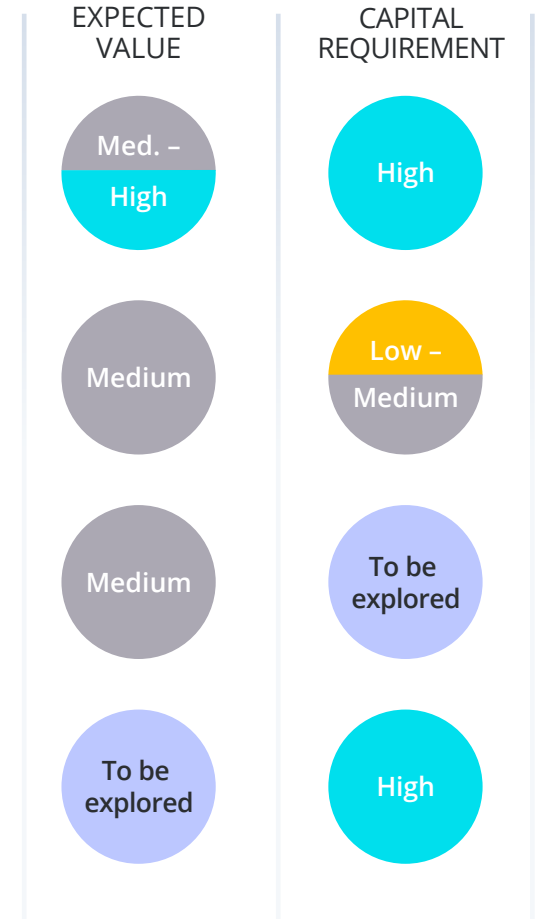 EXPECTED
VALUE
CAPITAL
REQUIREMENT
Med. –
High
High
Medium
Low –
Medium
Medium
To be
explored
To be
explored
High